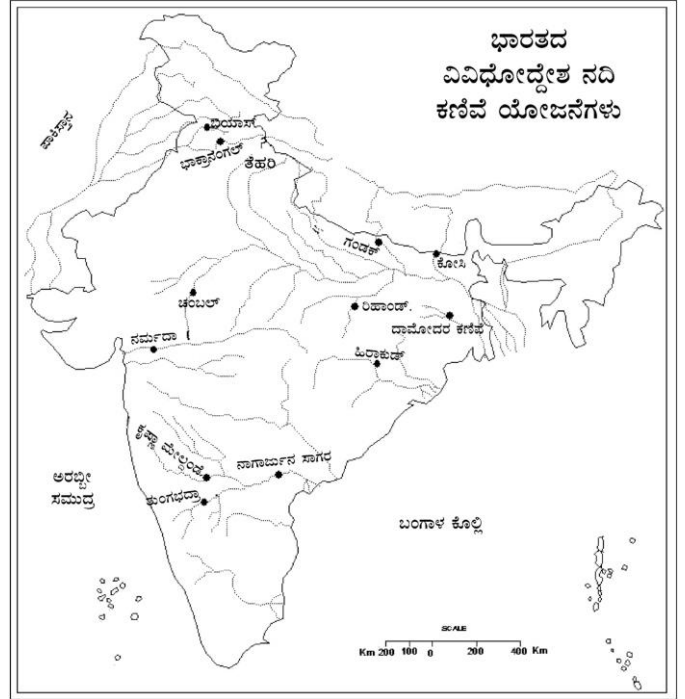 ಭಾರತದ
ವಿವಿಧೋದ್ದೇಶ ನದಿ
ಕಣಿವೆ ಯೋಜನೆಗಳು
ಪಾಕಿಸ್ತಾನ
ಬಿಯಾಸ್
ಭಾಕ್ರಾನಂಗಲ್
ತೆಹರಿ
ಗಂಡಕ್
ಕೋಸಿ
ಚಂಬಲ್
ರಿಹಾಂಡ್.
ದಾಮೋದರ ಕಣಿವೆ
ನರ್ಮದಾ
ಹಿರಾಕುಡ್
ಕೃಷ್ಣಾ ಮೇಲ್ದಂಡೆ
ನಾಗಾರ್ಜುನ ಸಾಗರ
ತುಂಗಭದ್ರಾ
ಅರಬ್ಬೀ
ಸಮುದ್ರ
ಬಂಗಾಳ ಕೊಲ್ಲಿ
SCALE
Km 200 100 0 200 400 Km